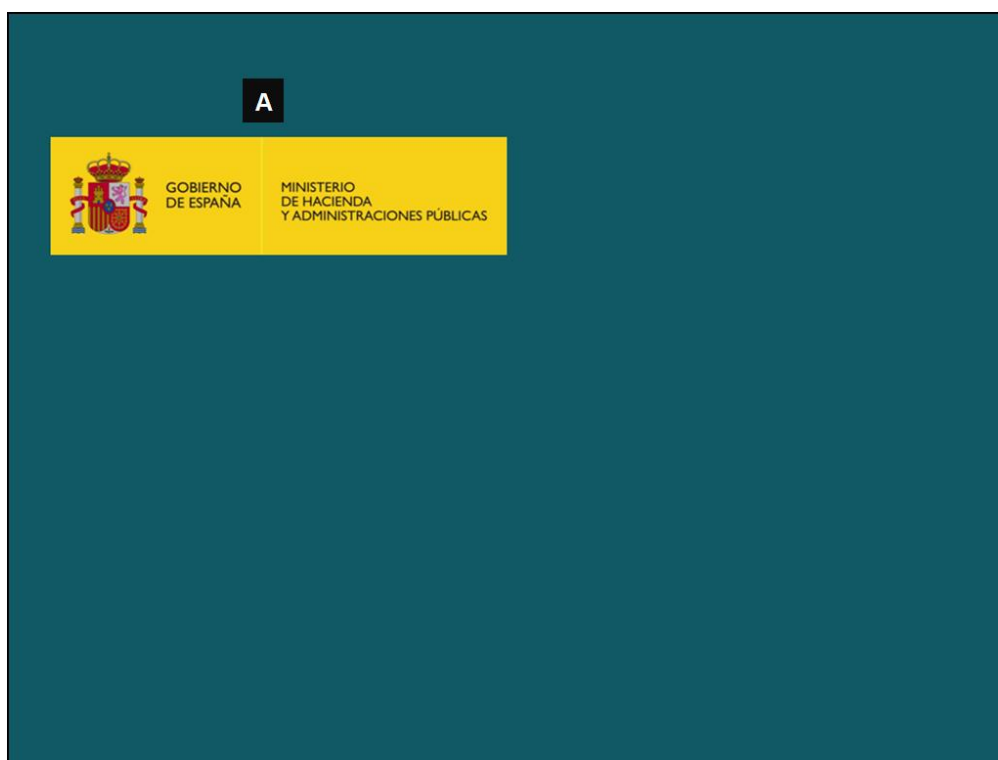 A
GOBIERNO
DE ESPAÑA
MINISTERIO
DE HACIENDA
Y ADMINISTRACIONES PÚBLICAS